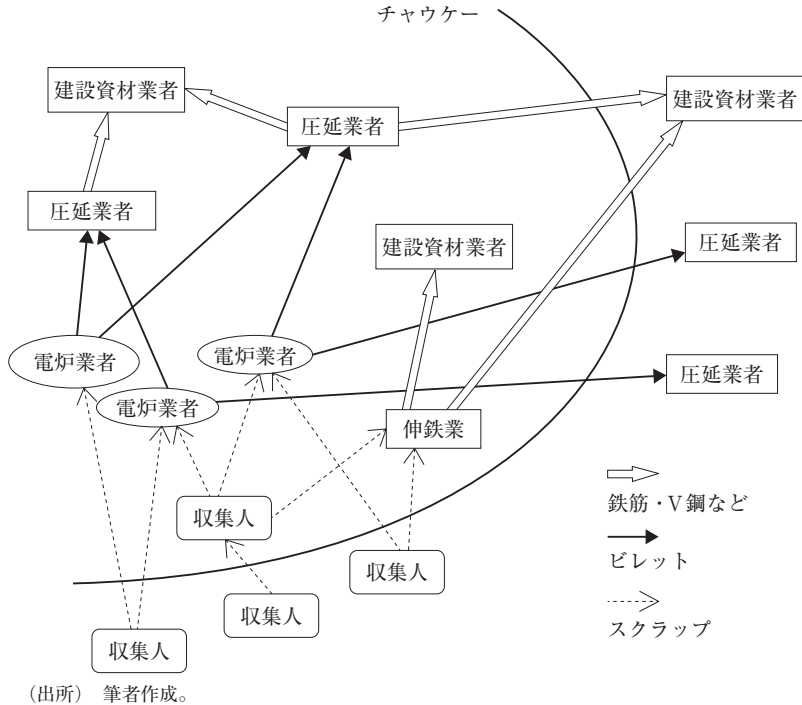 チャウケー
建設資材業者
建設資材業者
圧延業者
圧延業者
建設資材業者
圧延業者
電炉業者
電炉業者
圧延業者
電炉業者
伸鉄業
鉄筋・V鋼など
収集人
ビレット
収集人
収集人
スクラップ
収集人
(出所) 筆者作成。